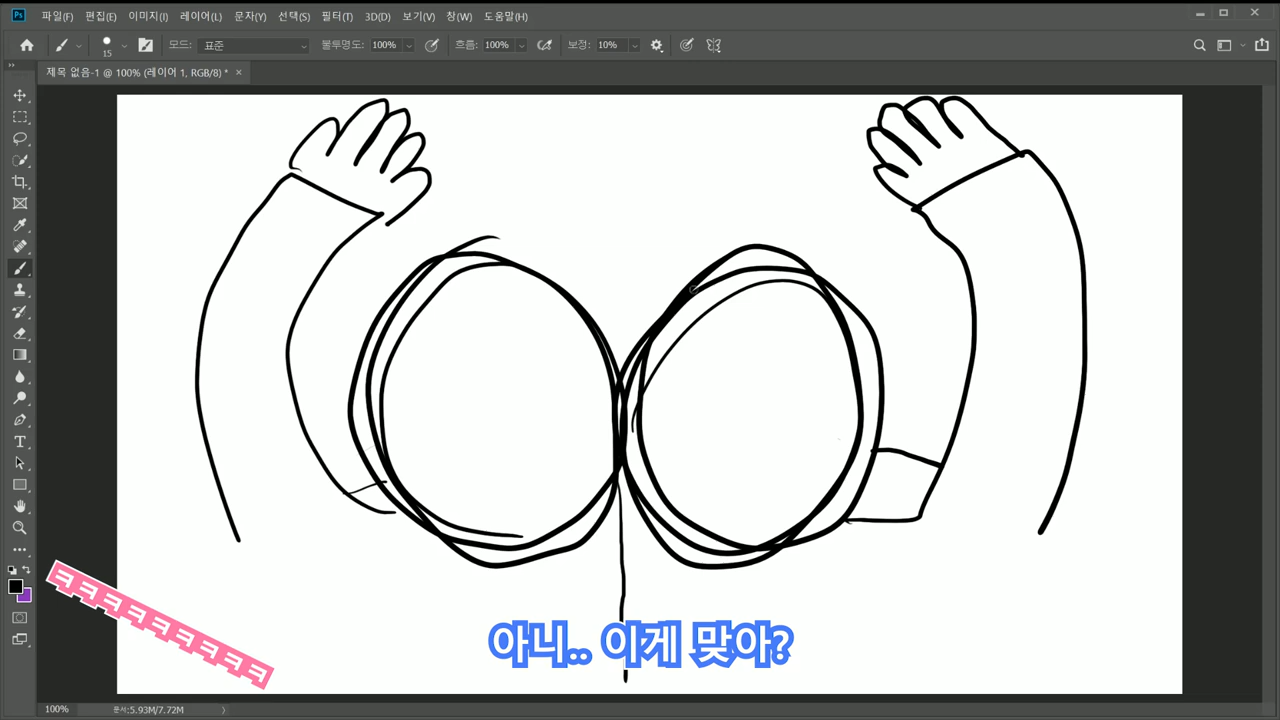 Ps 파일(F) 편집(E) 이미지(I) 레이어(L) 문자(Y) 선택(S) 필터(T) 3D(D) 보기(V) 창(W) 도움말(H)
15 모드: 표준 불투명도: 100% 흐름: 100% 보정: 10%
제목 없음-1 @ 100% (레이어 1, RGB/8) * ×
ㅋㅋㅋㅋㅋㅋㅋㅋㅋ
아니.. 이게 맞아?
100% 문서:5.93M/7.72M